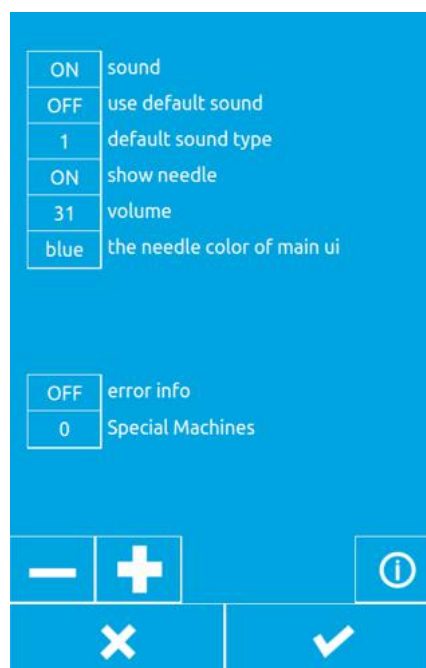 ON sound
OFF use default sound
1 default sound type
ON show needle
31 volume
blue the needle color of main ui
OFF error info
0 Special Machines